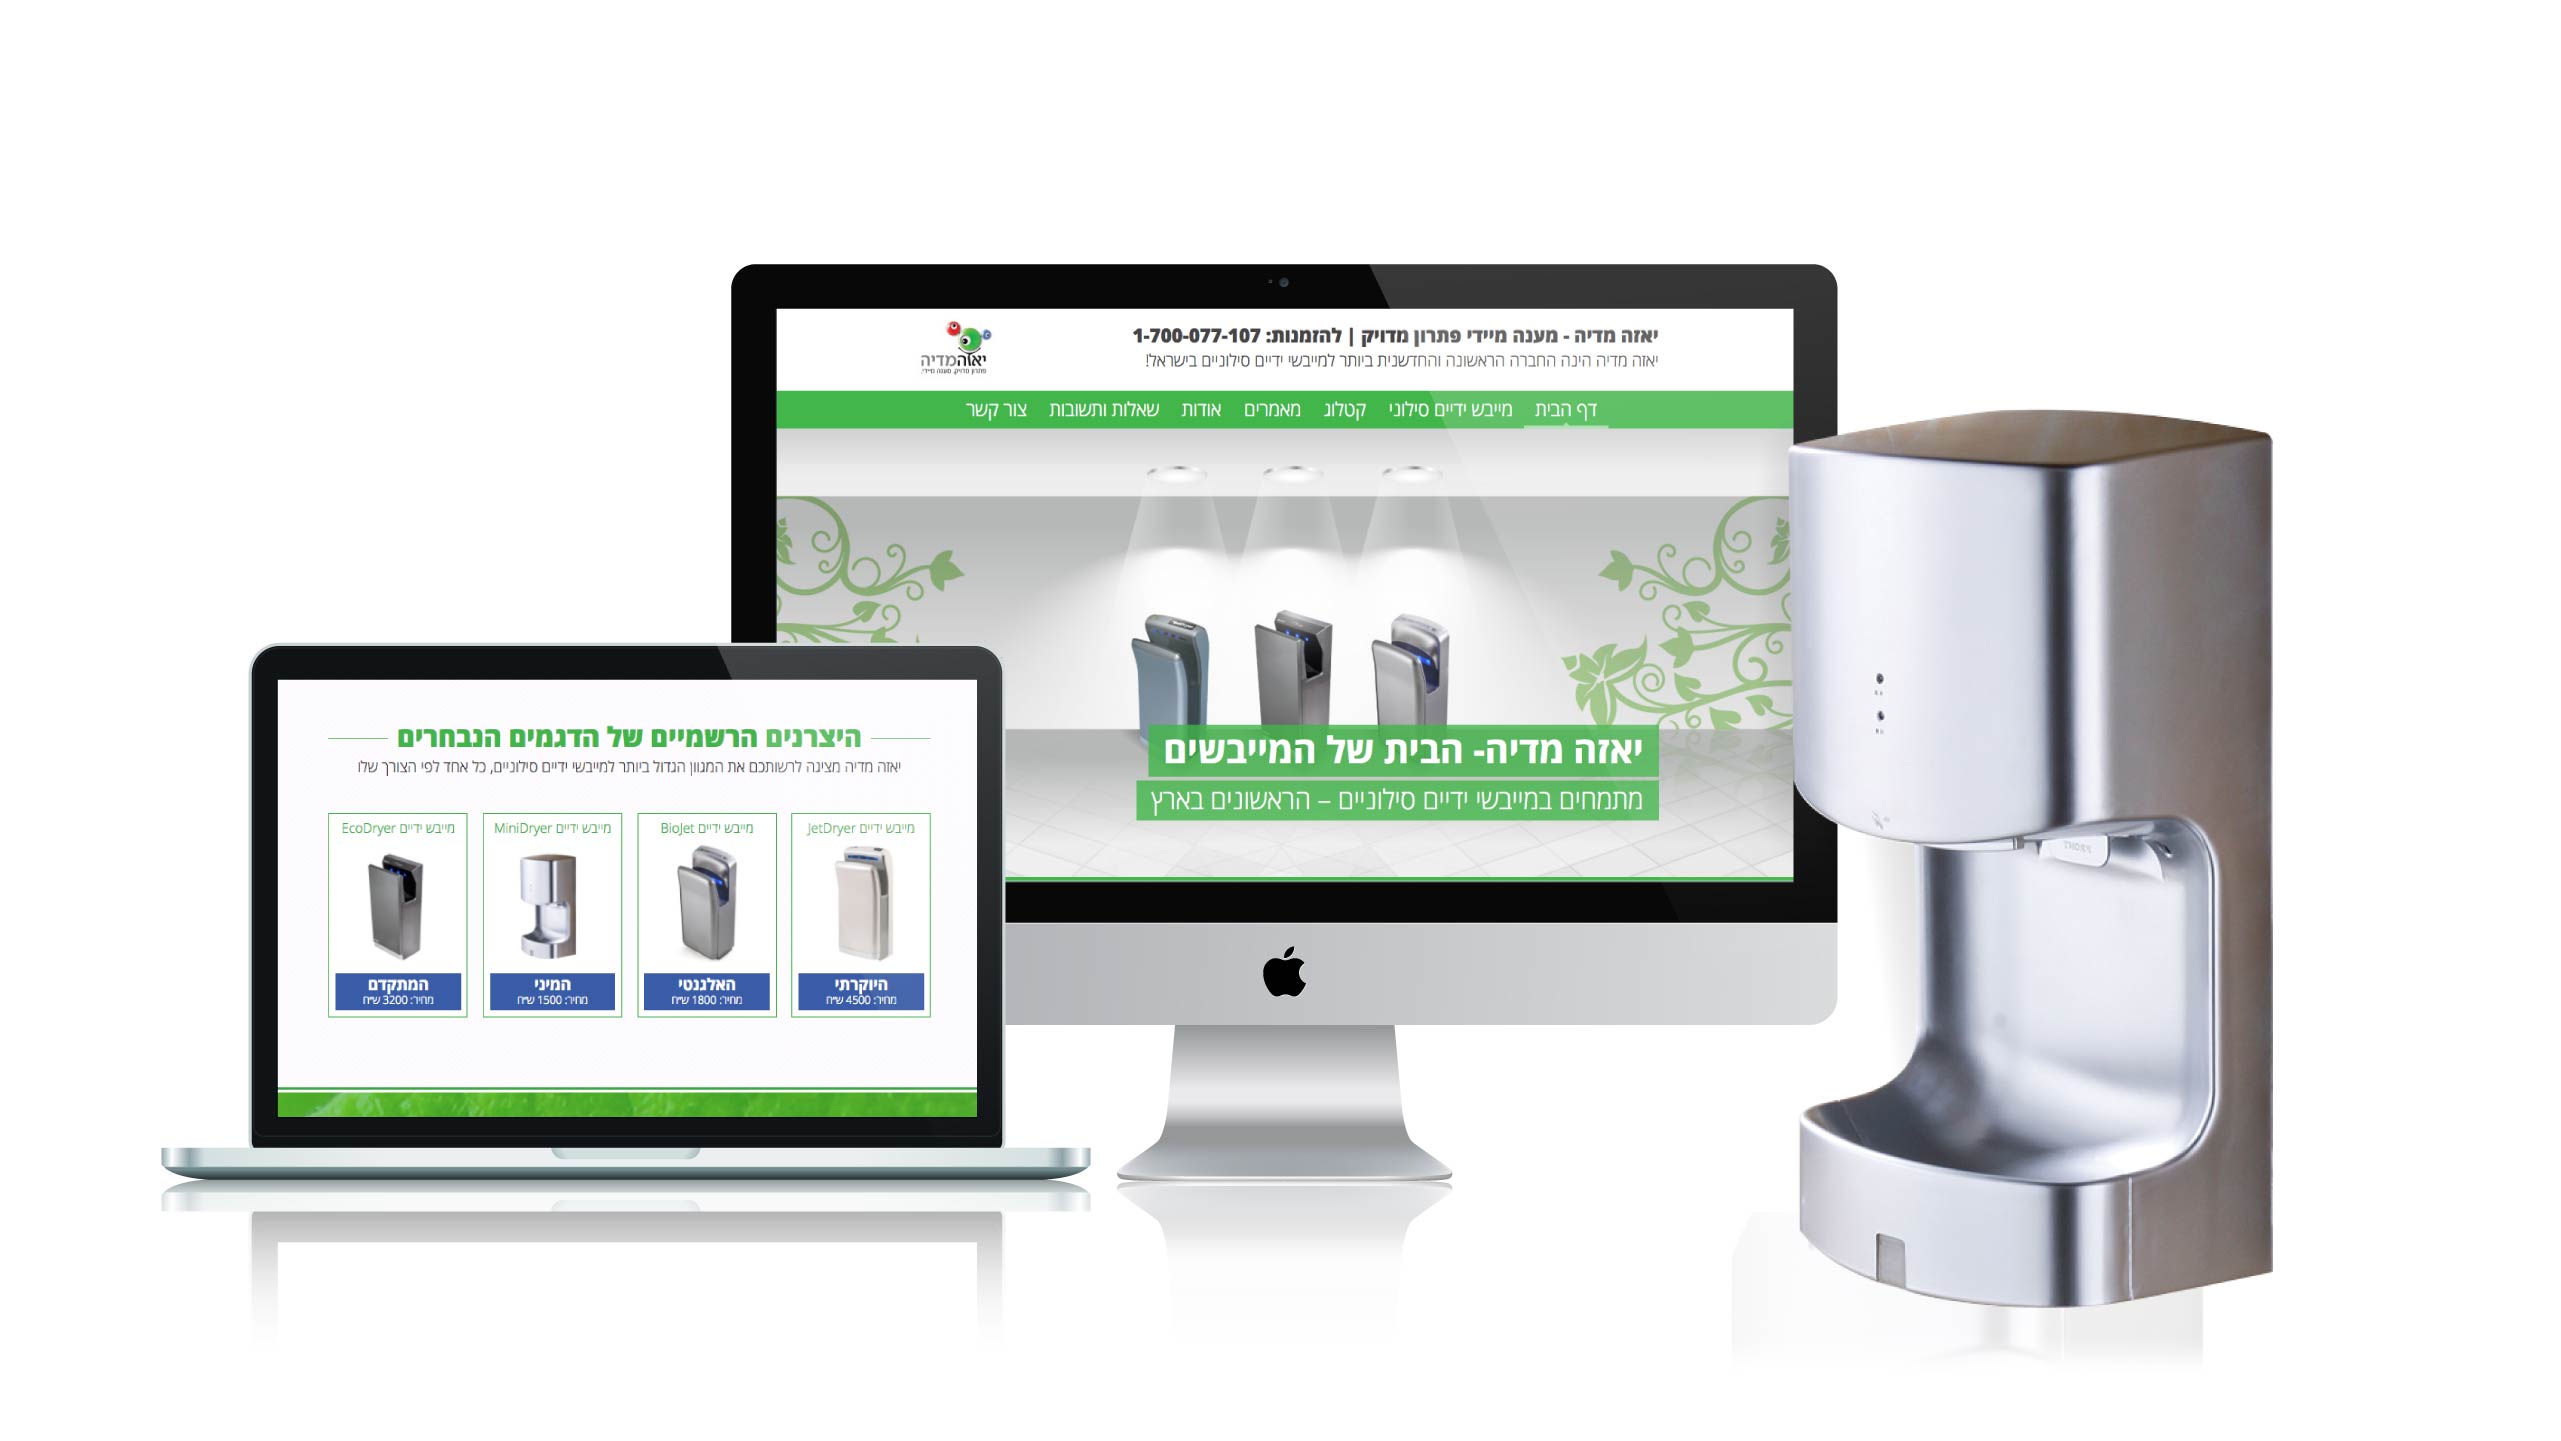 יאזה מדיה - מענה מיידי פתרון מדויק | להזמנות: 1-700-077-107
יאזה מדיה הינה החברה הראשונה והחדשנית ביותר למייבשי ידיים סילוניים בישראל!
יאזהמדיה
פתרון מדויק. מענה מיידי.
דף הבית מייבש ידיים סילוני קטלוג מאמרים אודות שאלות ותשובות צור קשר
יאזה מדיה- הבית של המייבשים
מתמחים במייבשי ידיים סילוניים – הראשונים בארץ
היצרנים הרשמיים של הדגמים הנבחרים
יאזה מדיה מציגה לרשותכם את המגוון הגדול ביותר למייבשי ידיים סילוניים, כל אחד לפי הצורך שלו
מייבש ידיים JetDryer
היוקרתי
מחיר: 4500 ש״ח
מייבש ידיים BioJet
האלגנטי
מחיר: 1800 ש״ח
מייבש ידיים MiniDryer
המיני
מחיר: 1500 ש״ח
מייבש ידיים EcoDryer
המתקדם
מחיר: 3200 ש״ח